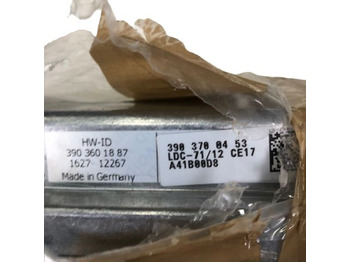 HW-ID
390 360 18 87
1627 12267
Made in Germany
390 370 04 53
LDC-71/12 CE17
A41B00D8